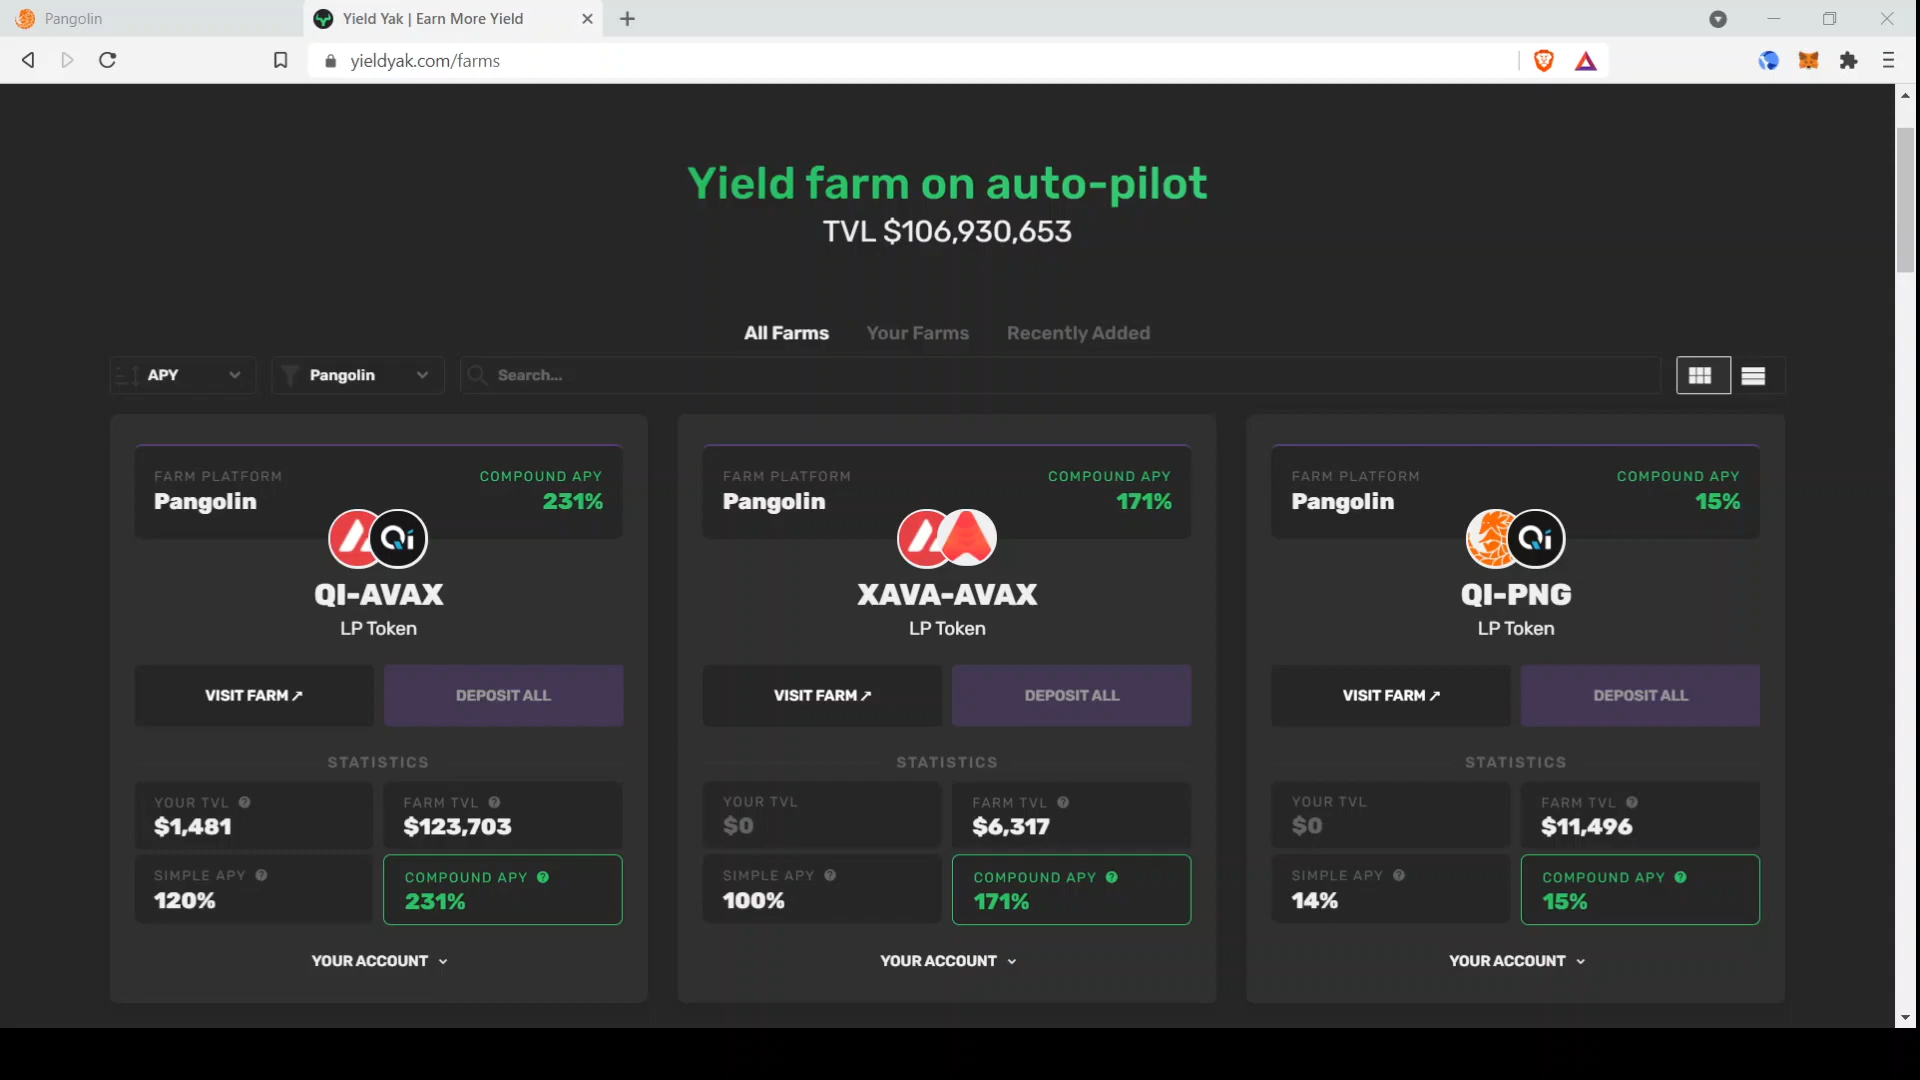 Pangolin
Yield Yak | Earn More Yield
yieldyak.com/farms
Yield farm on auto-pilot
TVL $106,930,653
All Farms Your Farms Recently Added
APY Pangolin Search...
FARM PLATFORM COMPOUND APY
Pangolin 231%
Qi
QI-AVAX
LP Token
VISIT FARM↗ DEPOSIT ALL
STATISTICS
YOUR TVL ? FARM TVL ?
$1,481 $123,703
SIMPLE APY ? COMPOUND APY ?
120% 231%
YOUR ACCOUNT
FARM PLATFORM COMPOUND APY
Pangolin 171%
XAVA-AVAX
LP Token
VISIT FARM↗ DEPOSIT ALL
STATISTICS
YOUR TVL FARM TVL ?
$0 $6,317
SIMPLE APY ? COMPOUND APY ?
100% 171%
YOUR ACCOUNT
FARM PLATFORM COMPOUND APY
Pangolin 15%
Qi
QI-PNG
LP Token
VISIT FARM↗ DEPOSIT ALL
STATISTICS
YOUR TVL FARM TVL ?
$0 $11,496
SIMPLE APY ? COMPOUND APY ?
14% 15%
YOUR ACCOUNT